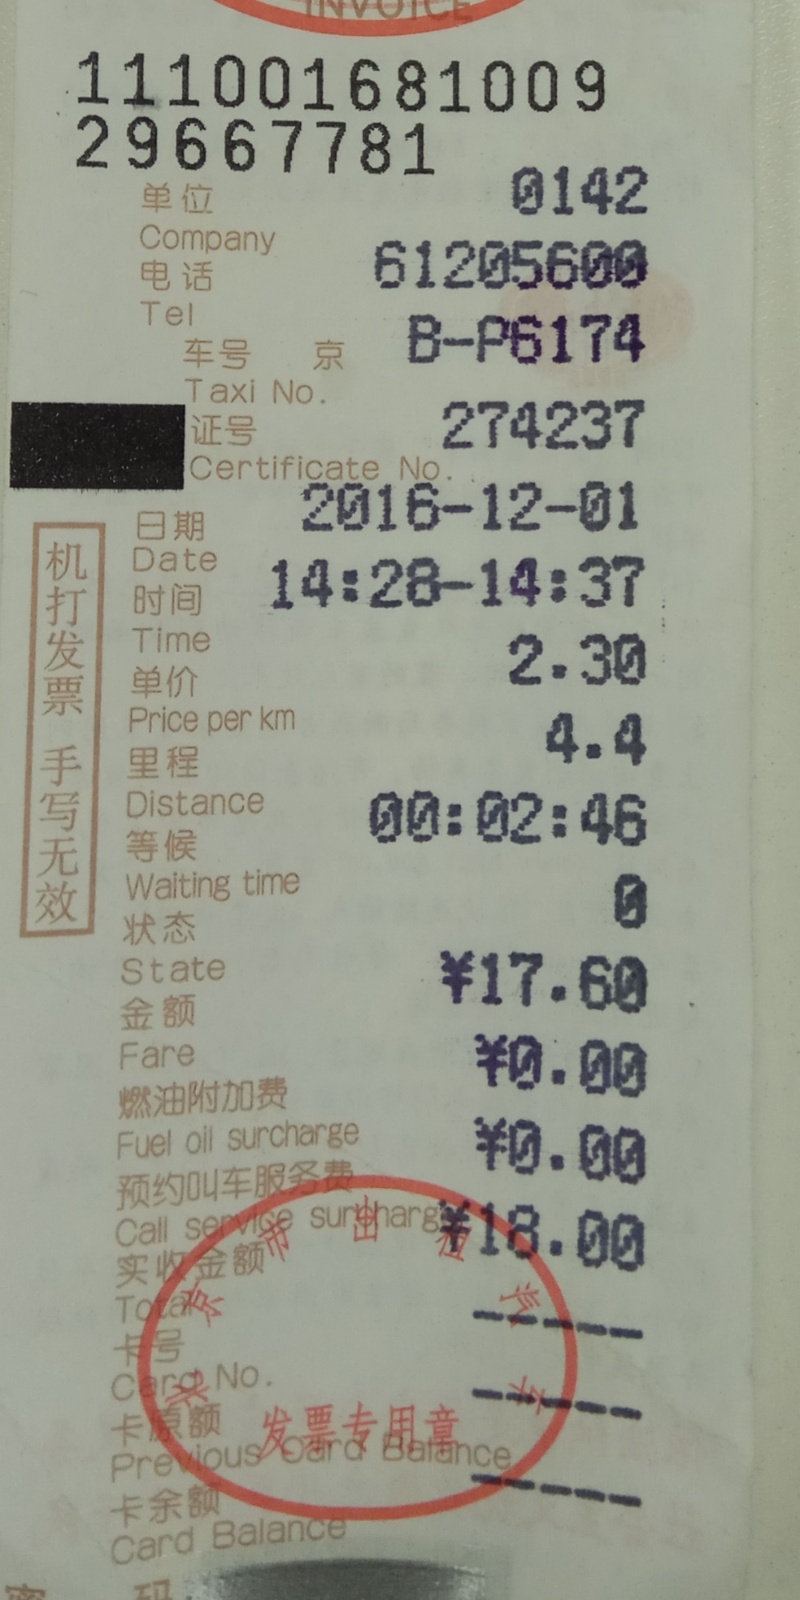 INVOICE
111001681009
29667781
单位 0142
Company
电话 61205600
Tel
车号 京 B-P6174
Taxi No.
证号 274237
Certificate No.
日期 2016-12-01
Date
时间 14:28-14:37
Time
单价 2.30
Price per km
里程 4.4
Distance
等候 00:02:46
Waiting time
状态 0
State
金额 ¥17.60
Fare
燃油附加费 ¥0.00
Fuel oil surcharge
预约叫车服务费 ¥0.00
Call service surcharge
实收金额 ¥18.00
Total
卡号 -----
Card No.
卡原额 -----
Previous Card Balance
卡余额 -----
Card Balance
密 码
机打发票 手写无效
北京市出租汽车
发票专用章